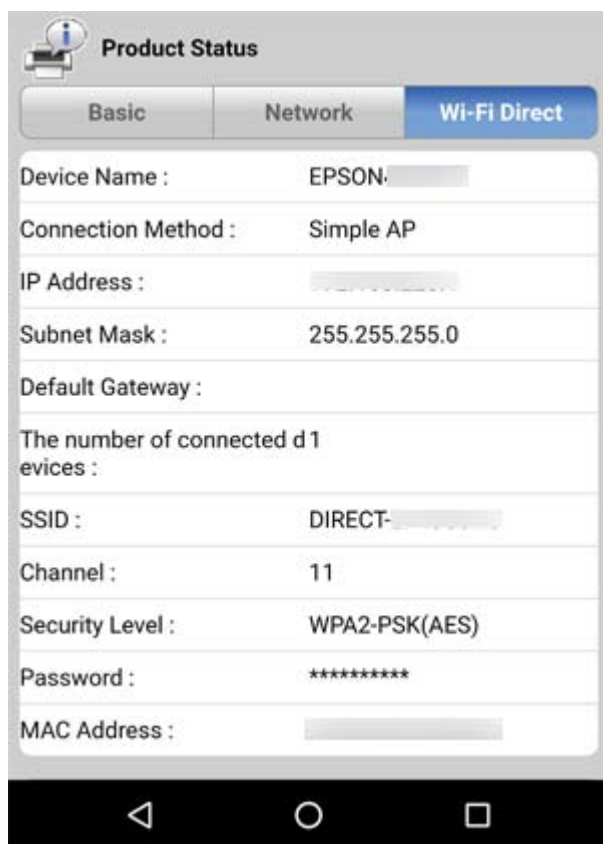 Product Status
Basic Network Wi-Fi Direct
Device Name : EPSON
Connection Method : Simple AP
IP Address :
Subnet Mask : 255.255.255.0
Default Gateway :
The number of connected d 1
evices :
SSID : DIRECT-
Channel : 11
Security Level : WPA2-PSK(AES)
Password : **********
MAC Address :